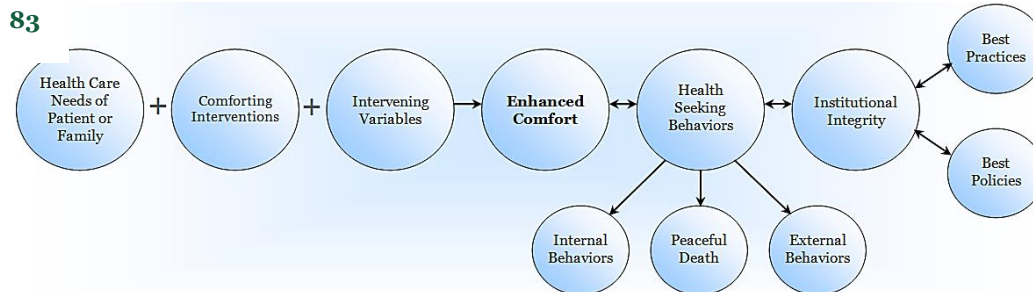 83
Health Care
Needs of
Patient or
Family
+
Comforting
Interventions
+
Intervening
Variables
Enhanced
Comfort
Health
Seeking
Behaviors
Institutional
Integrity
Best
Practices
Best
Policies
Internal
Behaviors
Peaceful
Death
External
Behaviors